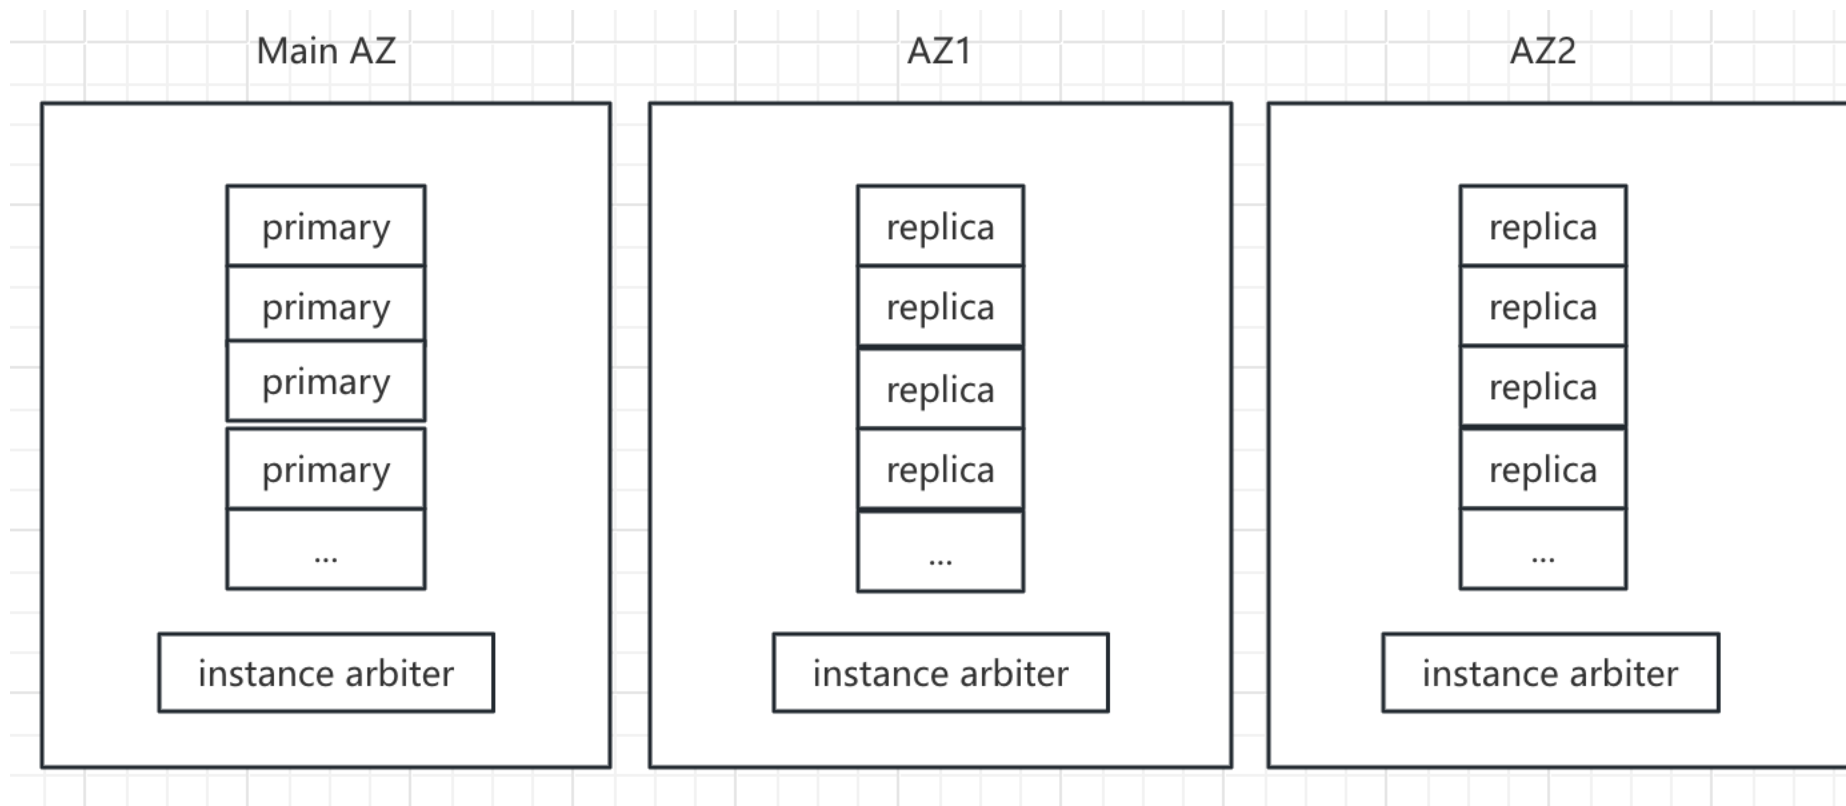 Main AZ
primary
primary
primary
primary
...
instance arbiter
AZ1
replica
replica
replica
replica
...
instance arbiter
AZ2
replica
replica
replica
replica
...
instance arbiter